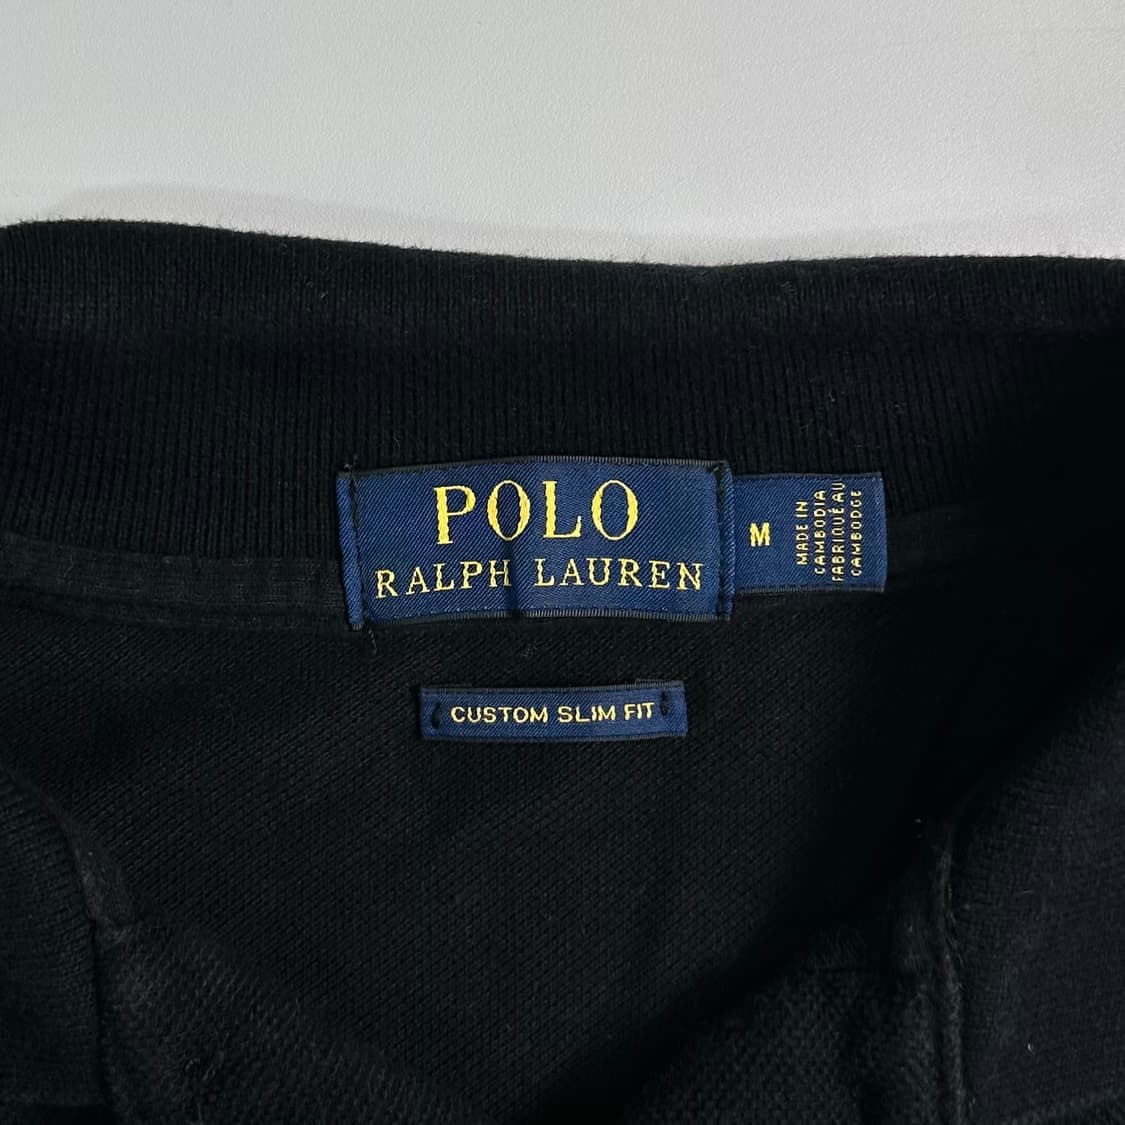 POLO
RALPH LAUREN
M
MADE IN
CAMBODIA
FABRIQUÉ AU
CAMBODGE
CUSTOM SLIM FIT